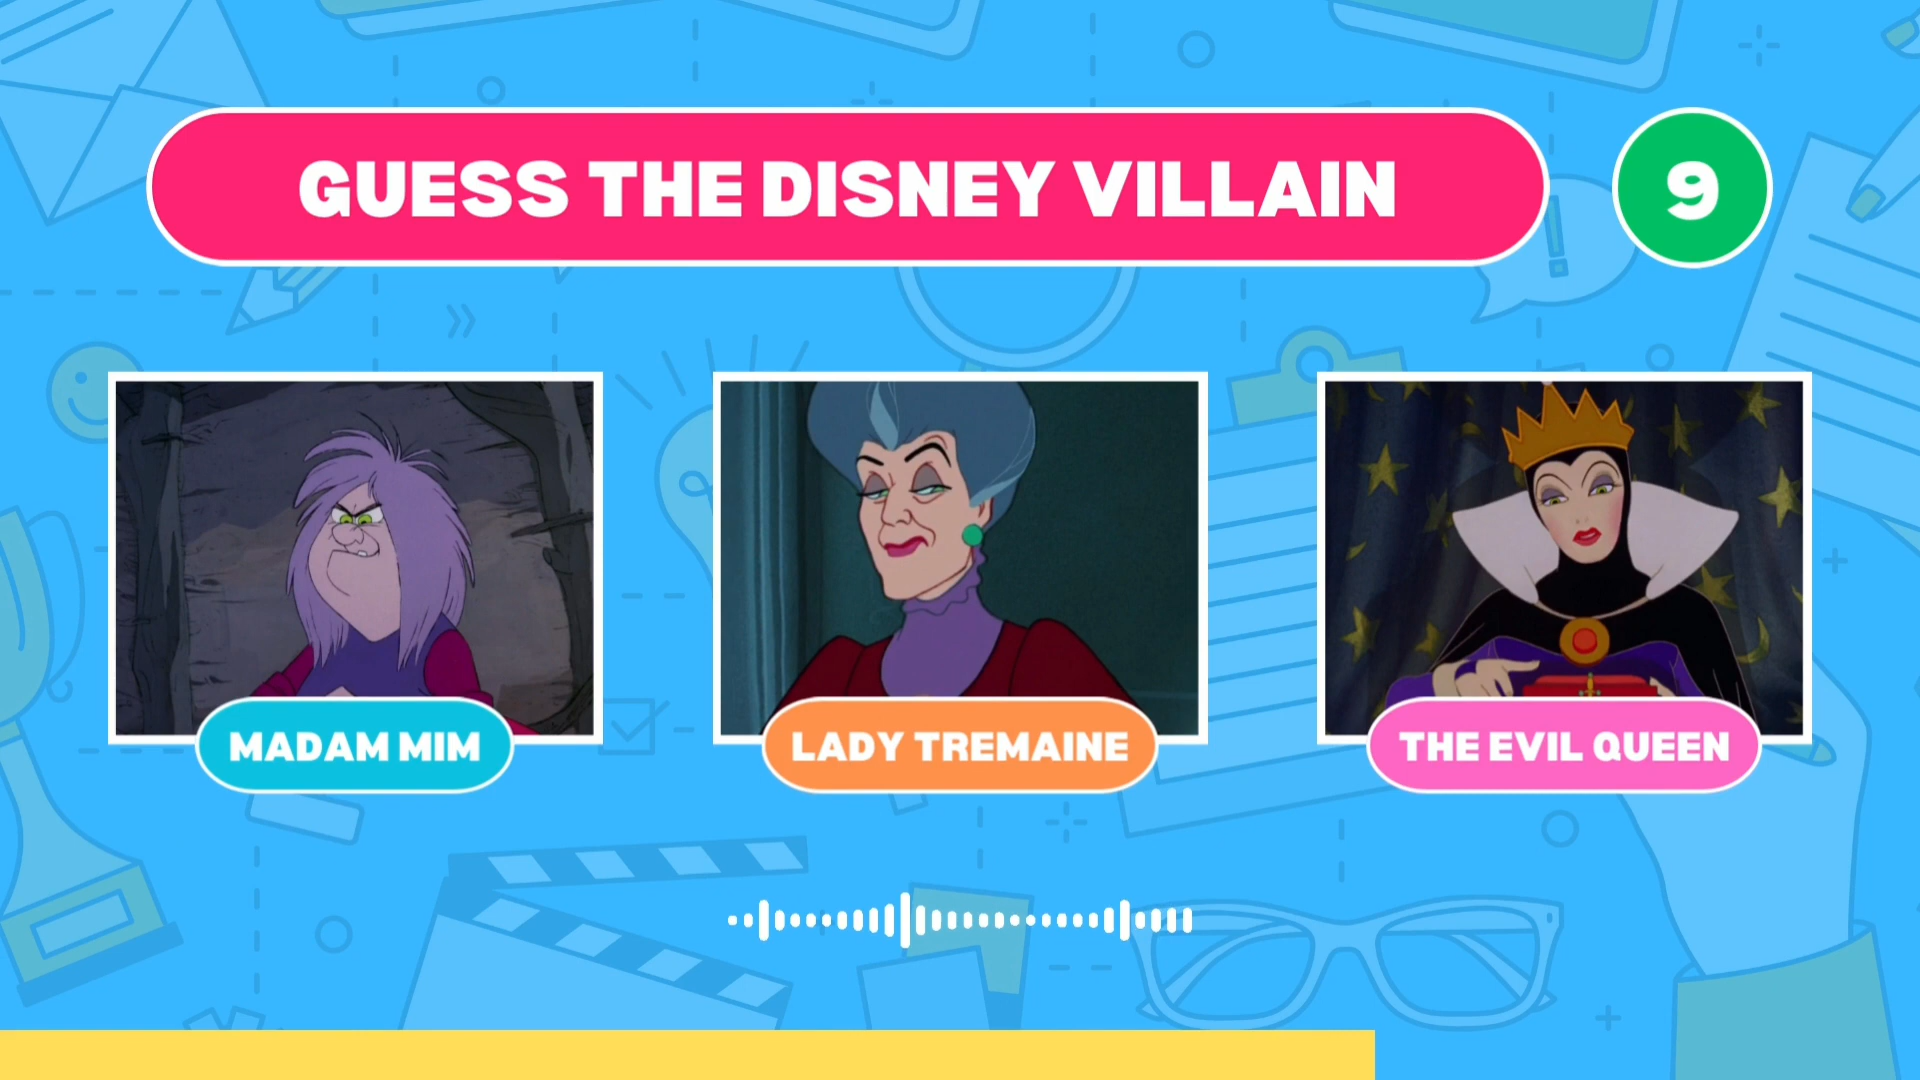 GUESS THE DISNEY VILLAIN
9
MADAM MIM
LADY TREMAINE
THE EVIL QUEEN